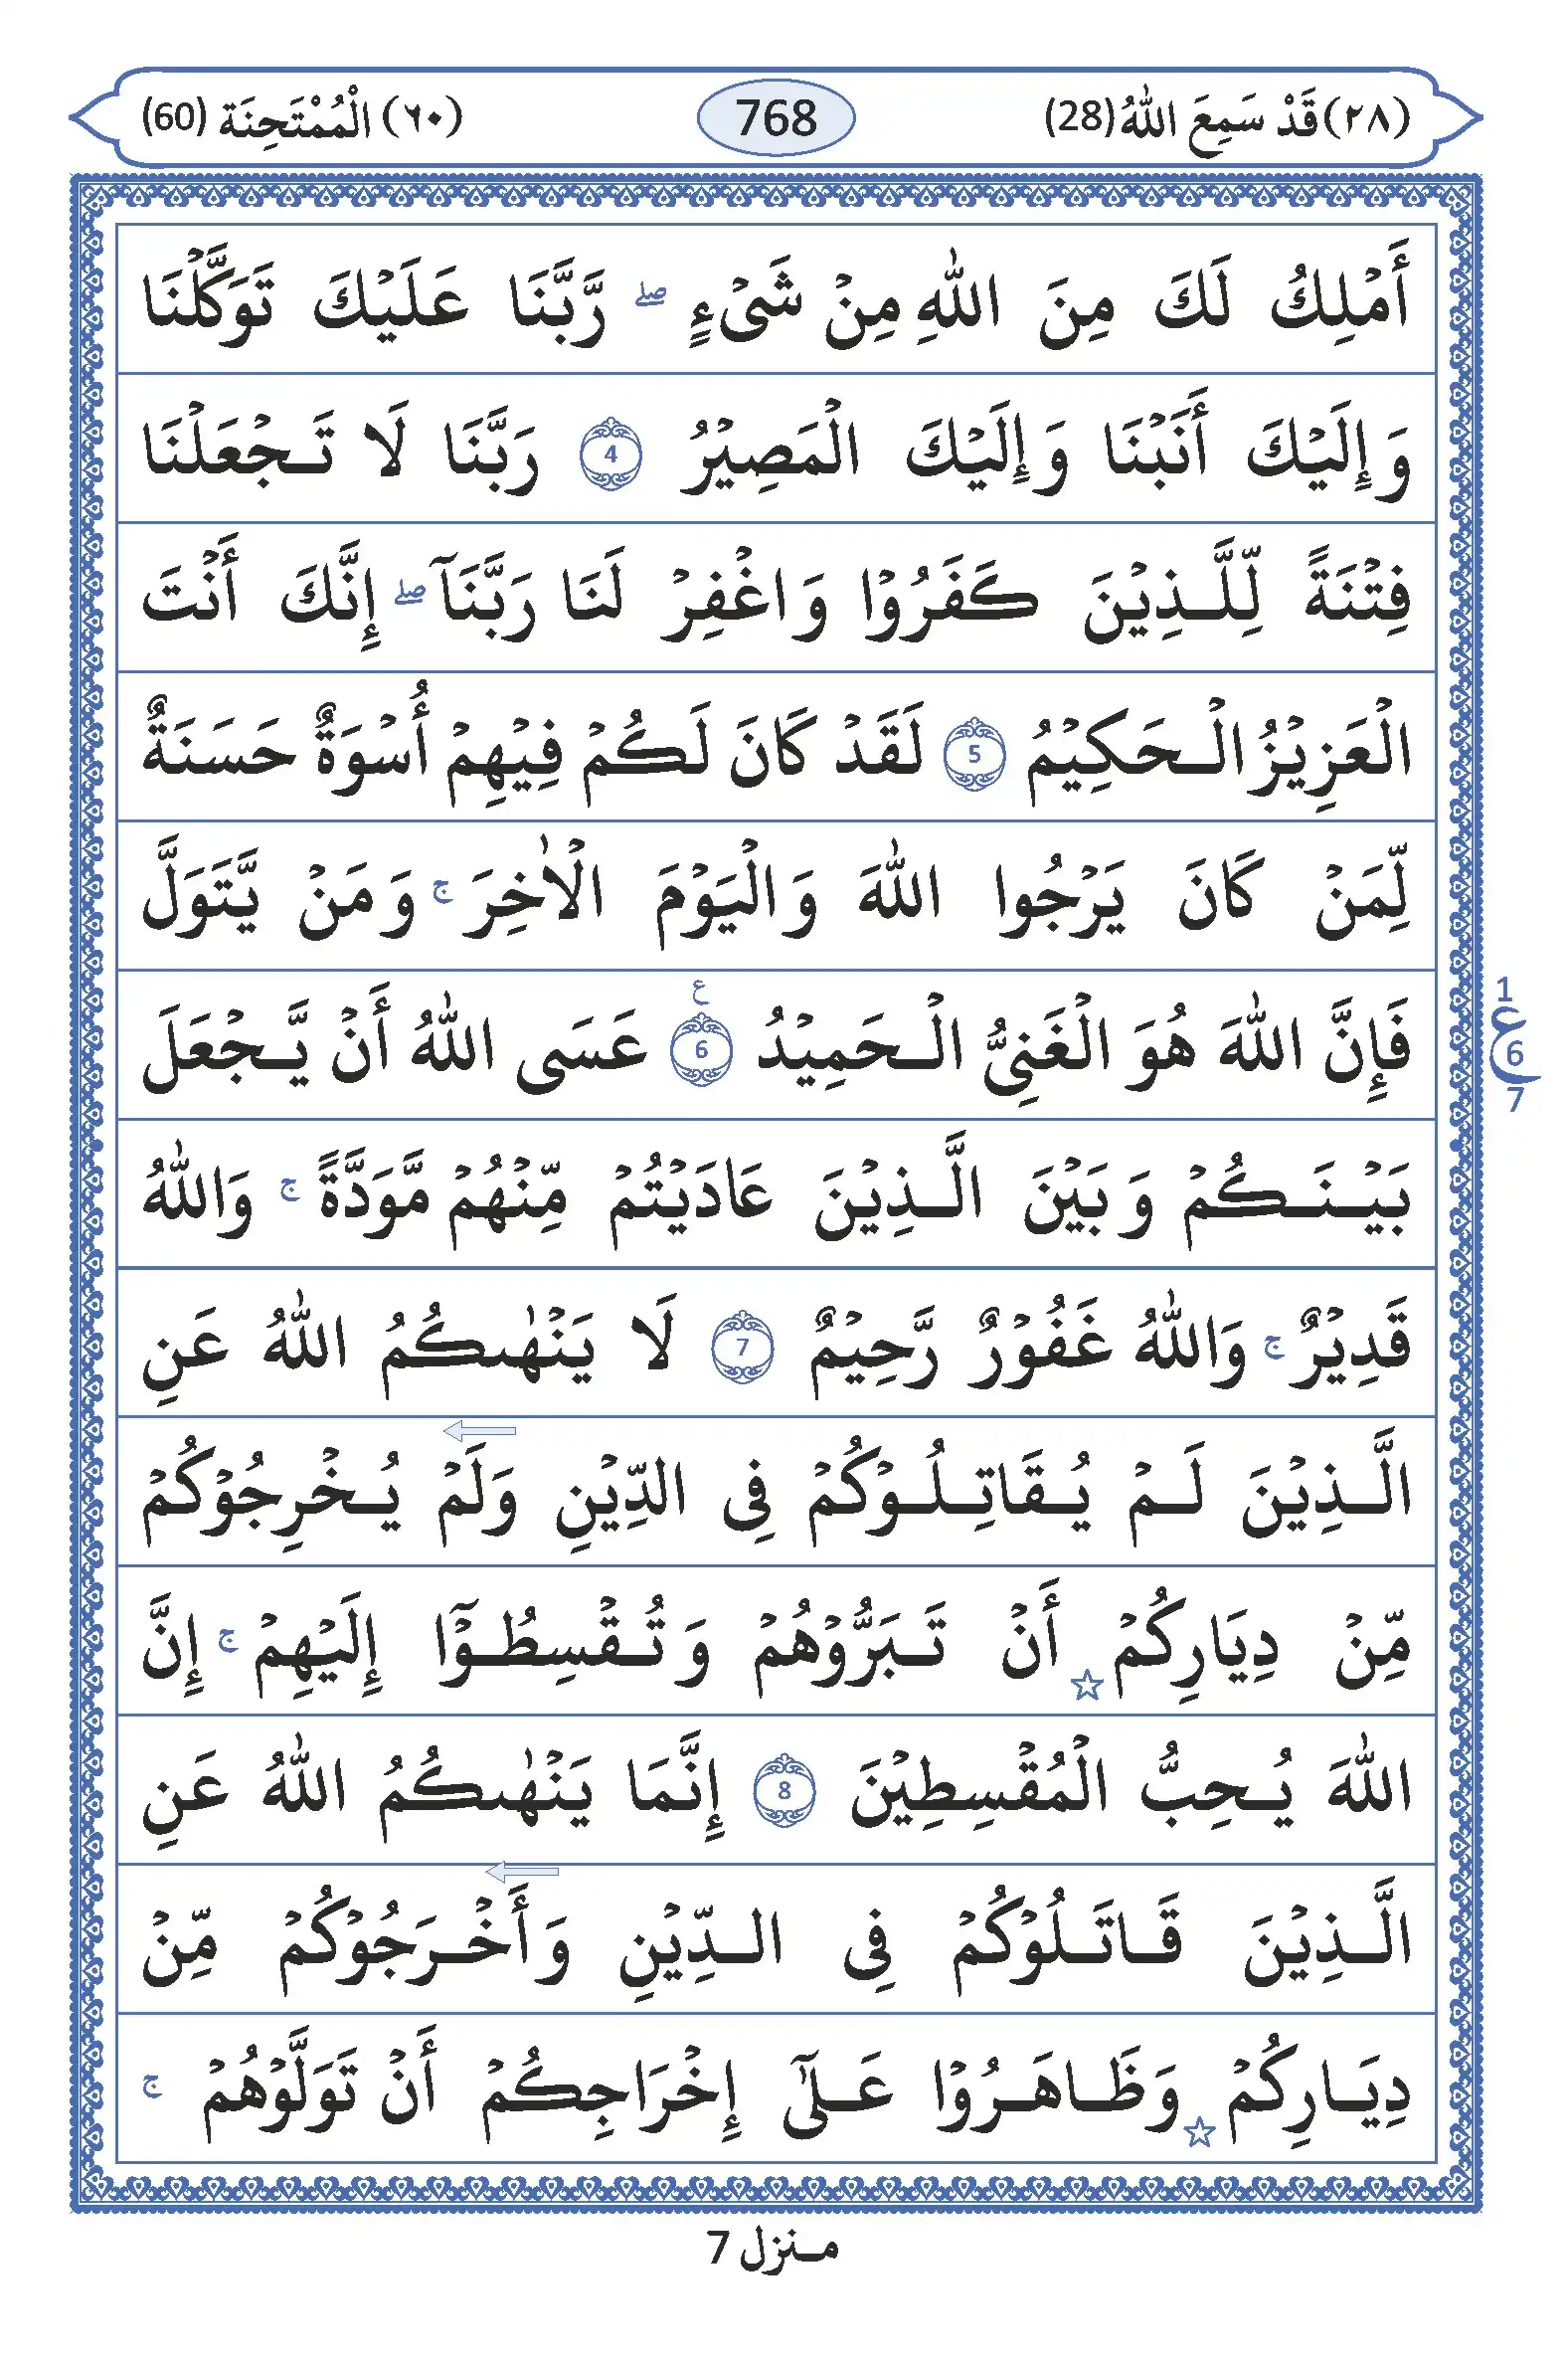 (٢٨) قَدْ سَمِعَ اللّٰهُ (28) 768 (٦٠) الْمُمْتَحِنَة (60)
أَمْلِكُ لَكَ مِنَ اللّٰهِ مِنْ شَیْءٍ ۖ رَّبَّنَا عَلَيْكَ تَوَكَّلْنَا
وَإِلَيْكَ أَنَبْنَا وَإِلَيْكَ الْمَصِيْرُ 4 رَبَّنَا لَا تَجْعَلْنَا
فِتْنَةً لِّلَّذِيْنَ كَفَرُوْا وَاغْفِرْ لَنَا رَبَّنَآ ۖ إِنَّكَ أَنْتَ
الْعَزِيْزُ الْحَكِيْمُ 5 لَقَدْ كَانَ لَكُمْ فِيْهِمْ أُسْوَةٌ حَسَنَةٌ
لِّمَنْ كَانَ يَرْجُوا اللّٰهَ وَالْيَوْمَ الْاٰخِرَ ۚ وَمَنْ يَّتَوَلَّ
فَإِنَّ اللّٰهَ هُوَ الْغَنِیُّ الْحَمِيْدُ 6 ع عَسَی اللّٰهُ أَنْ يَّجْعَلَ
1 ع 6 7
بَيْنَكُمْ وَبَيْنَ الَّذِيْنَ عَادَيْتُمْ مِّنْهُمْ مَّوَدَّةً ۚ وَاللّٰهُ
قَدِيْرٌ ۚ وَاللّٰهُ غَفُوْرٌ رَّحِيْمٌ 7 لَا يَنْهٰىكُمُ اللّٰهُ عَنِ
الَّذِيْنَ لَمْ يُقَاتِلُوْكُمْ فِی الدِّيْنِ وَلَمْ يُخْرِجُوْكُمْ
مِّنْ دِيَارِكُمْ ☆ أَنْ تَبَرُّوْهُمْ وَتُقْسِطُوْٓا إِلَيْهِمْ ۚ إِنَّ
اللّٰهَ يُحِبُّ الْمُقْسِطِيْنَ 8 إِنَّمَا يَنْهٰىكُمُ اللّٰهُ عَنِ
الَّذِيْنَ قَاتَلُوْكُمْ فِی الدِّيْنِ وَأَخْرَجُوْكُمْ مِّنْ
دِيَارِكُمْ ☆ وَظَاهَرُوْا عَلٰٓی إِخْرَاجِكُمْ أَنْ تَوَلَّوْهُمْ ۚ
منزل 7